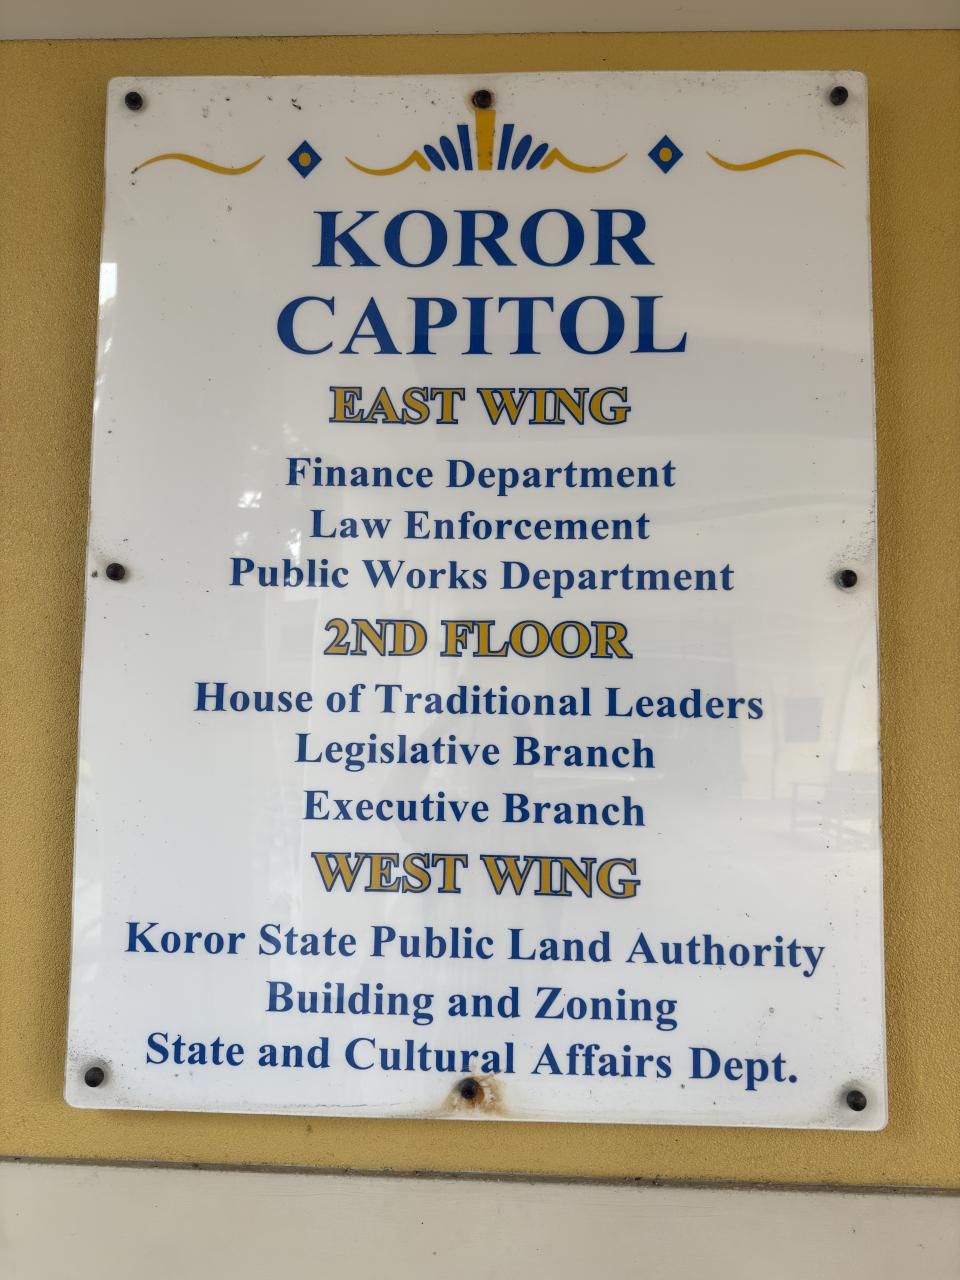 KOROR
CAPITOL
EAST WING
Finance Department
Law Enforcement
Public Works Department
2ND FLOOR
House of Traditional Leaders
Legislative Branch
Executive Branch
WEST WING
Koror State Public Land Authority
Building and Zoning
State and Cultural Affairs Dept.